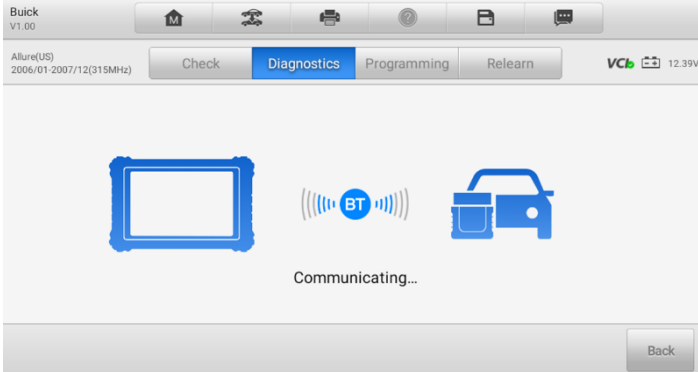 Buick
V1.00
M
?
Allure(US)
2006/01-2007/12(315MHz)
Check
Diagnostics
Programming
Relearn
VCI
12.39V
BT
Communicating...
Back